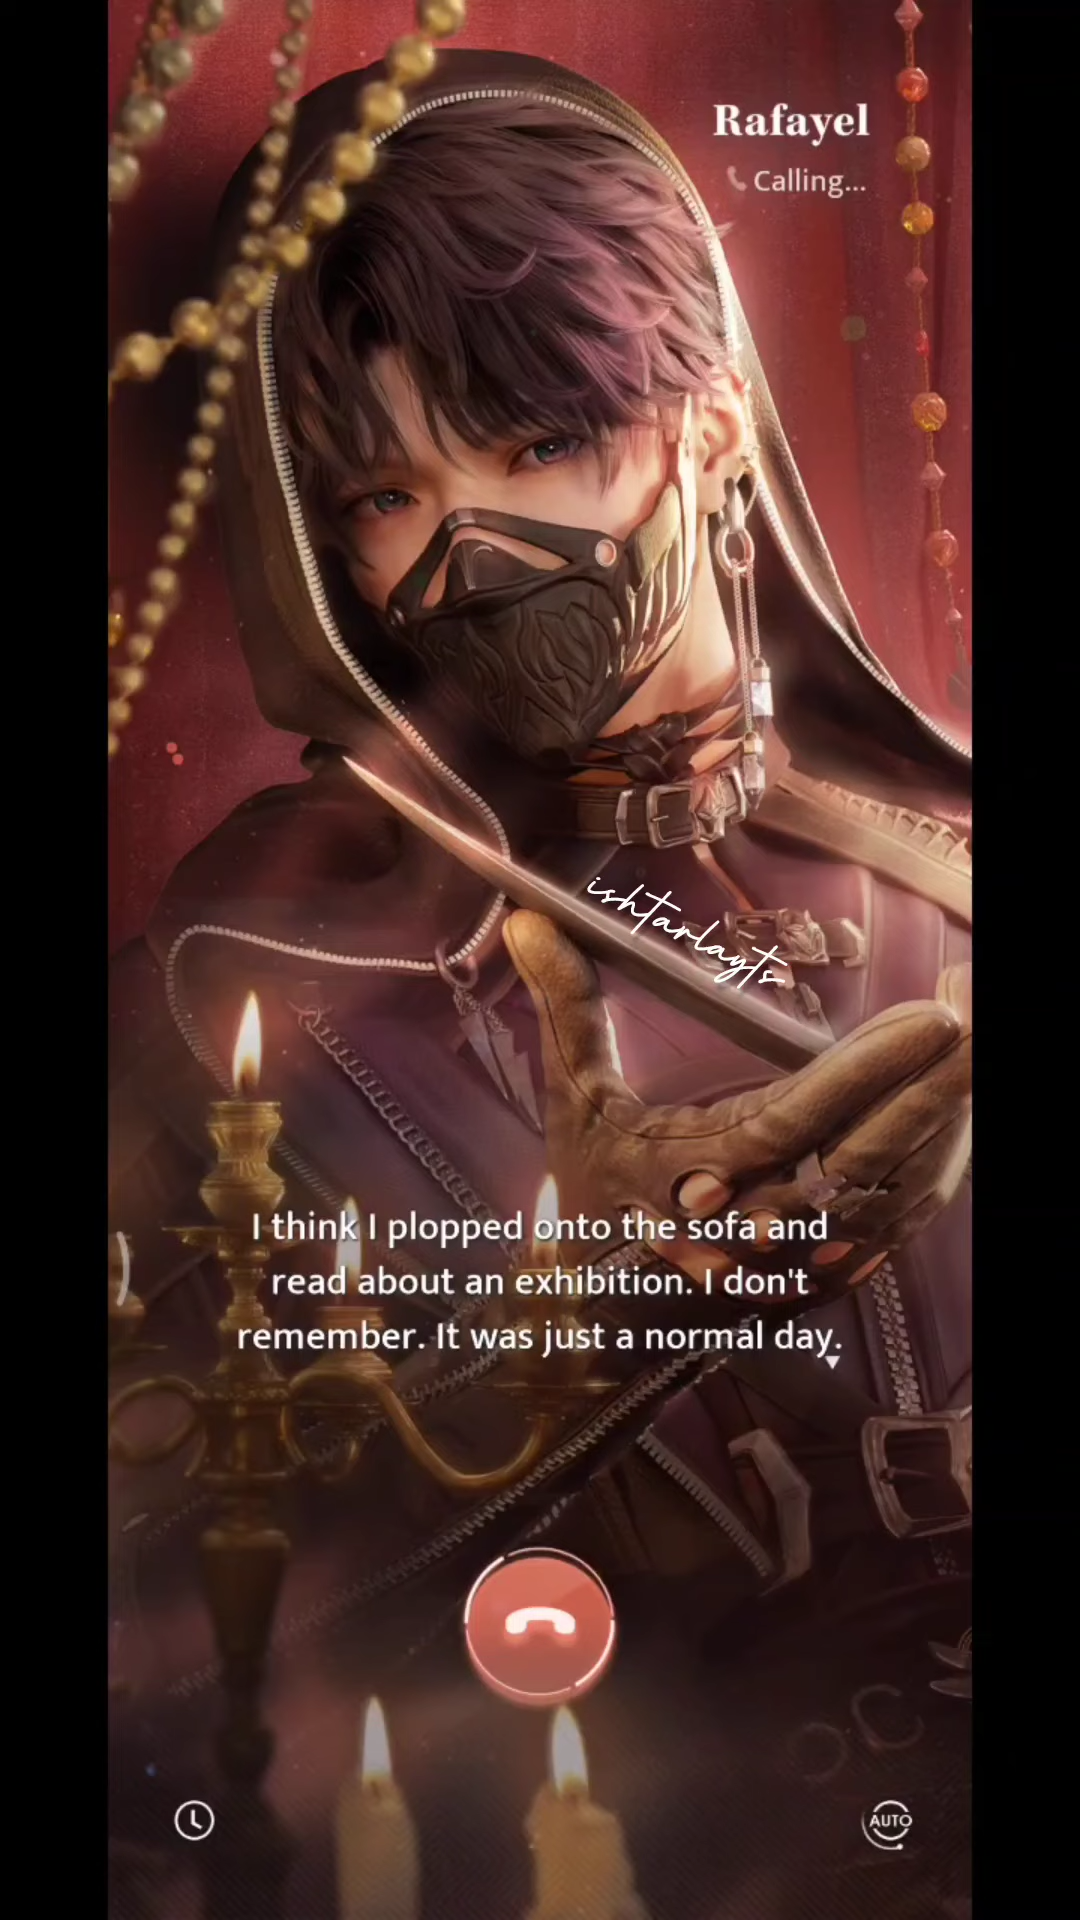 Rafayel
Calling...
ishtarlayts
I think I plopped onto the sofa and
read about an exhibition. I don't
remember. It was just a normal day.
AUTO